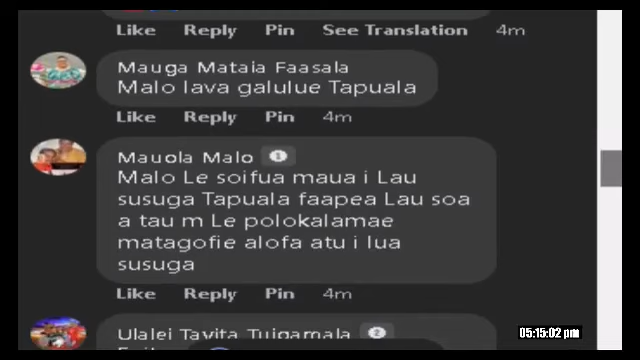 Like Reply Pin See Translation 4m
Mauga Mataia Faasala
Malo lava galulue Tapuala
Like Reply Pin 4m
Mauola Malo
Malo Le soifua maua i Lau
susuga Tapuala faapea Lau soa
a tau m Le polokalamae
matagofie alofa atu i lua
susuga
Like Reply Pin 4m
Ulalei Tavita Tuigamala
05:15:02 pm